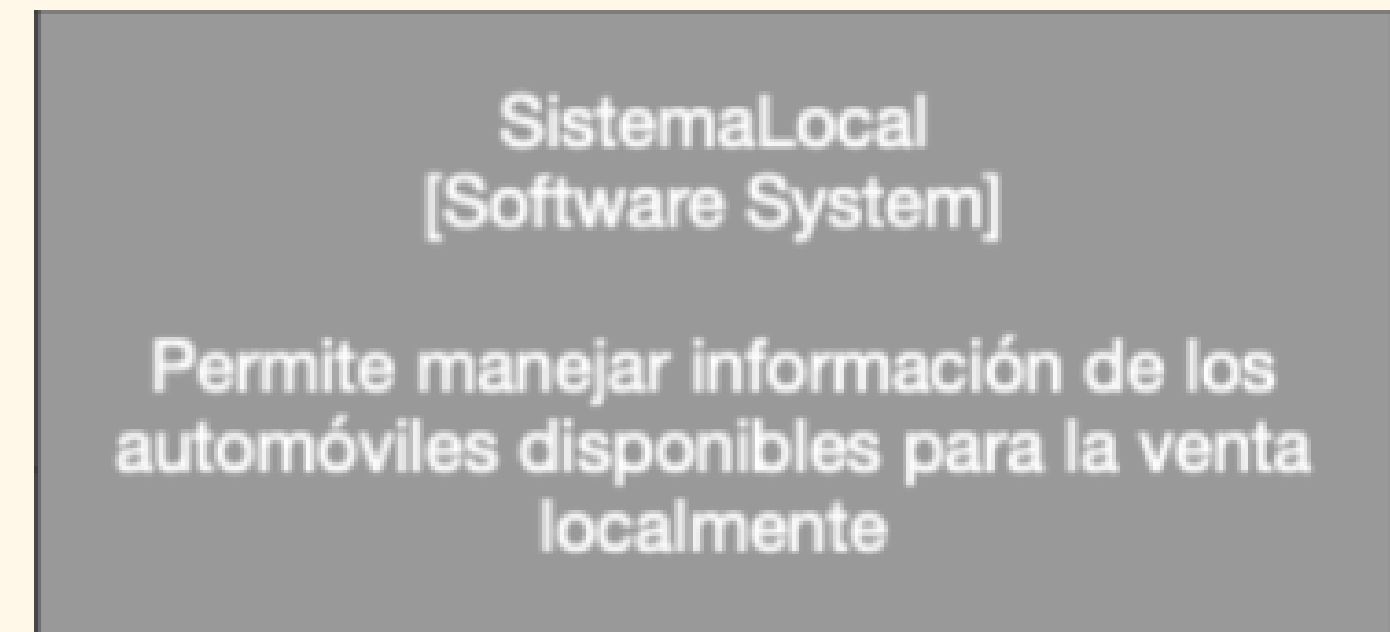 SistemaLocal
[Software System]
Permite manejar información de los
automóviles disponibles para la venta
localmente